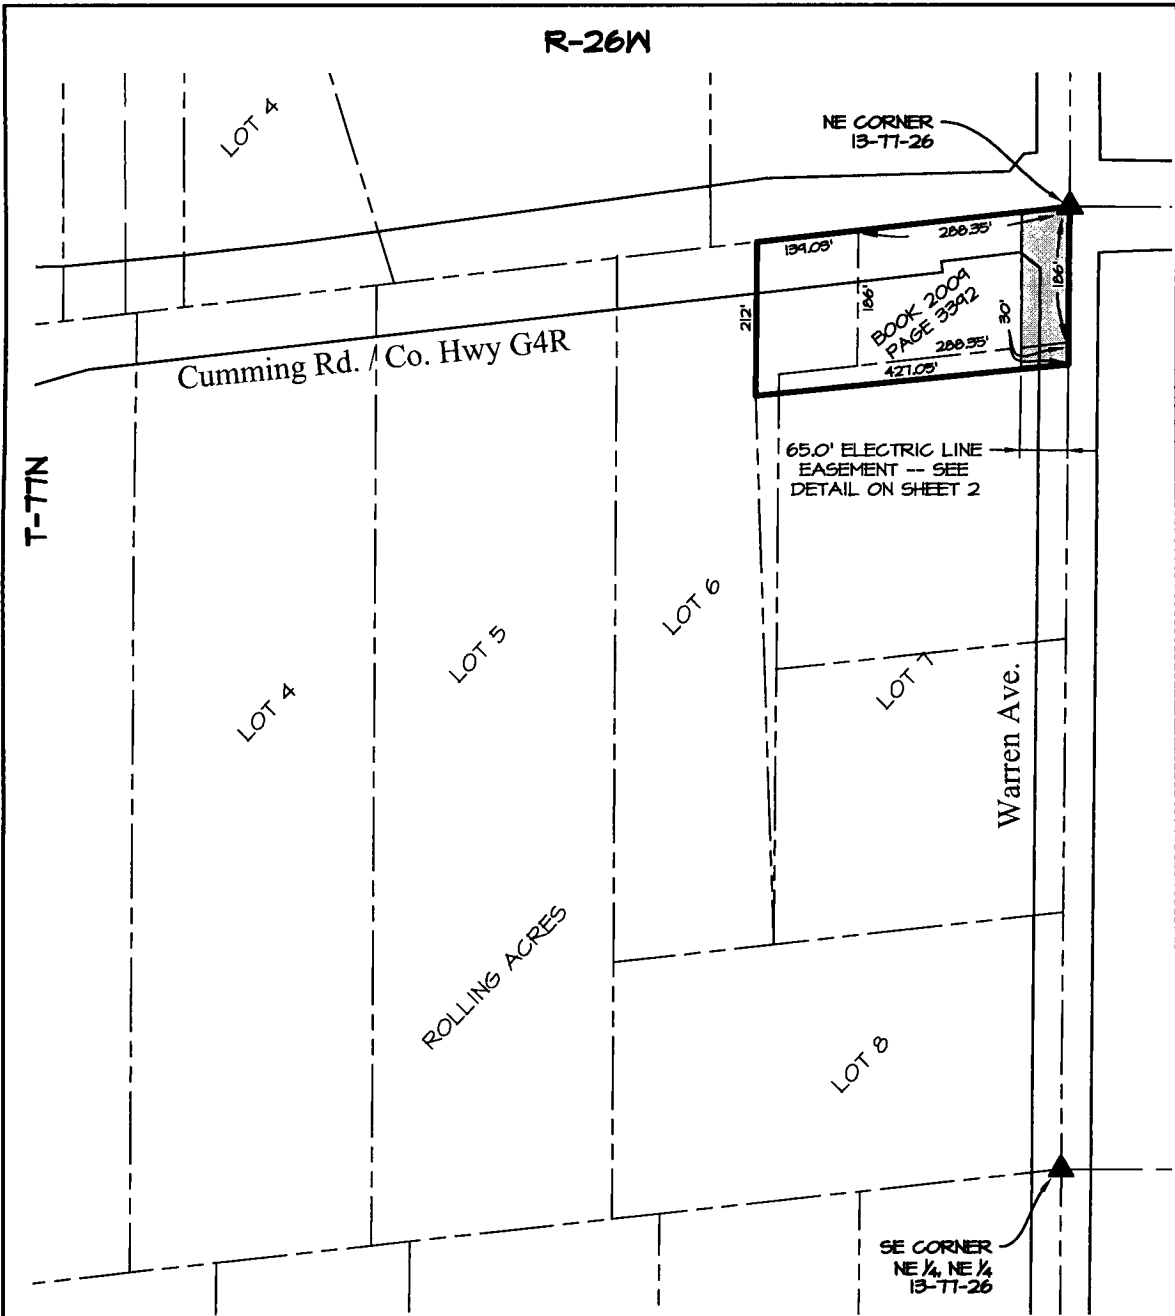 R-26W
LOT 4
NE CORNER
13-77-26
139.03'
288.35'
212'
186'
BOOK 2009
PAGE 3392
30'
186'
288.35'
427.05'
Cumming Rd. / Co. Hwy G4R
T-77N
65.0' ELECTRIC LINE
EASEMENT -- SEE
DETAIL ON SHEET 2
LOT 4
LOT 5
LOT 6
LOT 7
Warren Ave.
ROLLING ACRES
LOT 8
SE CORNER
NE ¼, NE ¼
13-77-26